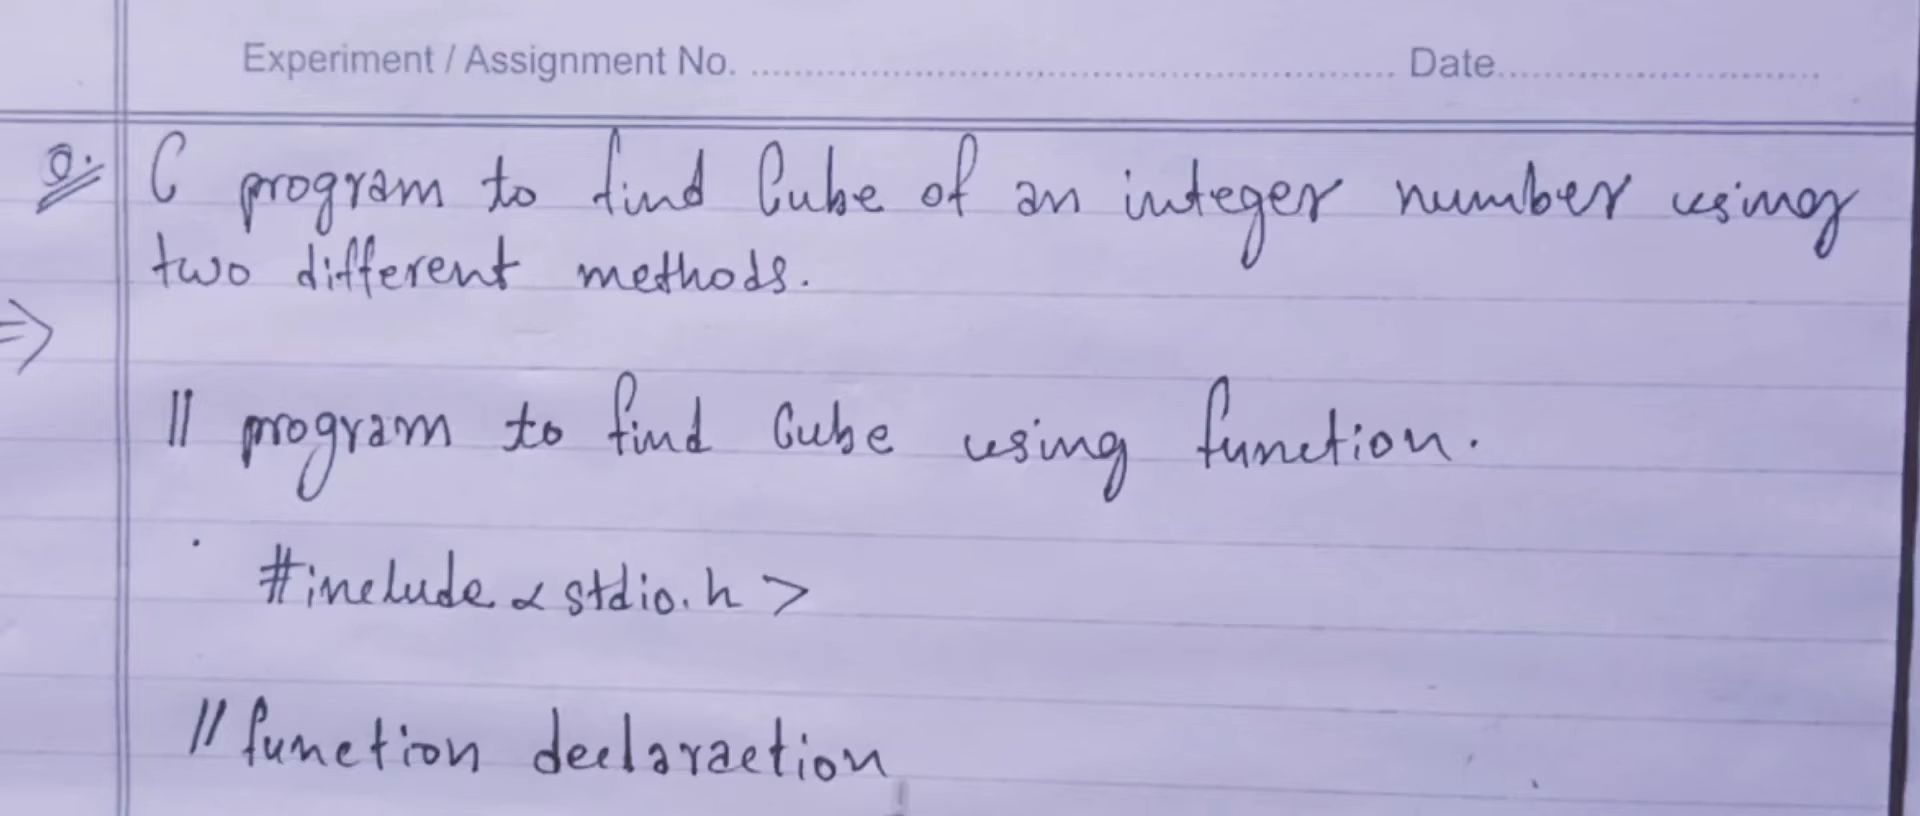 Experiment / Assignment No. .......... Date..........
Q. C program to find Cube of an integer number using
two different methods.
=>
// program to find Cube using function.
#include <stdio.h>
// function declaraction